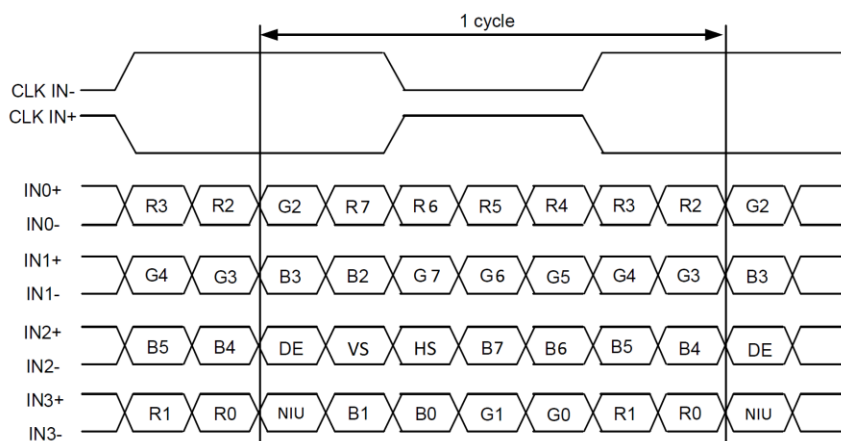 1 cycle
CLK IN-
CLK IN+
IN0+
R3 R2 G2 R7 R6 R5 R4 R3 R2 G2
IN0-
IN1+
G4 G3 B3 B2 G7 G6 G5 G4 G3 B3
IN1-
IN2+
B5 B4 DE VS HS B7 B6 B5 B4 DE
IN2-
IN3+
R1 R0 NIU B1 B0 G1 G0 R1 R0 NIU
IN3-